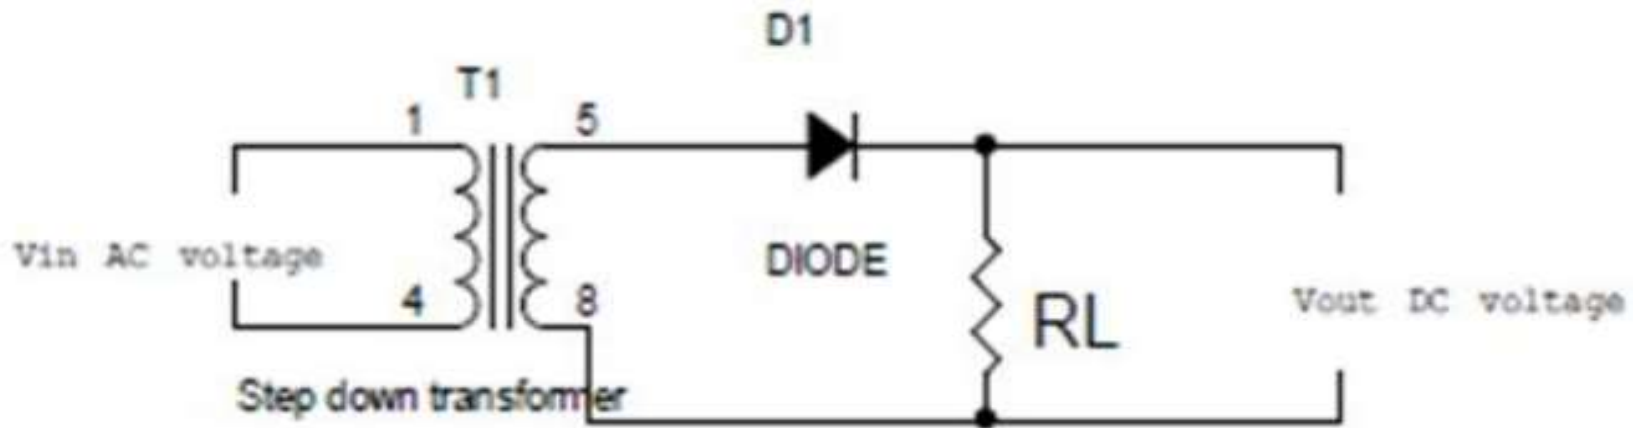 D1
T1
1
5
Vin AC voltage
DIODE
4
8
RL
Vout DC voltage
Step down transformer